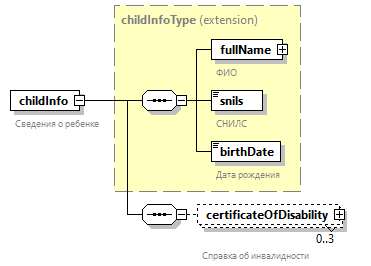 childInfoType (extension)
fullName
ФИО
childInfo
Сведения о ребенке
snils
СНИЛС
birthDate
Дата рождения
certificateOfDisability
0..3
Справка об инвалидности